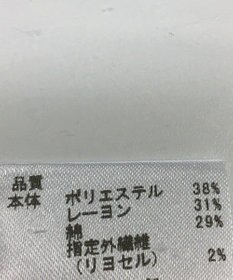 品質
本体 ポリエステル 38%
レーヨン 31%
綿 29%
指定外繊維
(リヨセル) 2%